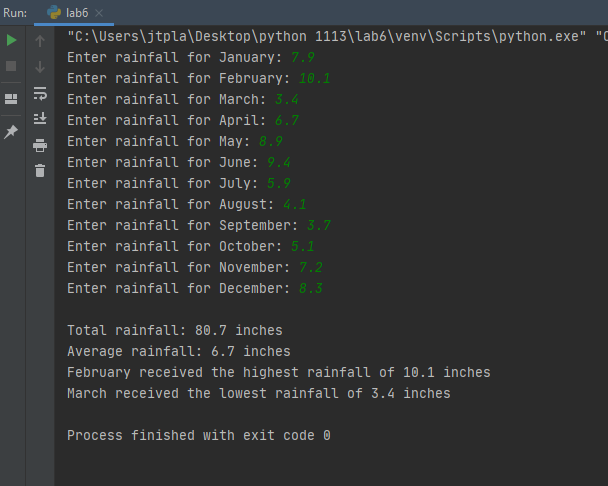 Run: lab6
"C:\Users\jtpla\Desktop\python 1113\lab6\venv\Scripts\python.exe" "C
Enter rainfall for January: 7.9
Enter rainfall for February: 10.1
Enter rainfall for March: 3.4
Enter rainfall for April: 6.7
Enter rainfall for May: 8.9
Enter rainfall for June: 9.4
Enter rainfall for July: 5.9
Enter rainfall for August: 4.1
Enter rainfall for September: 3.7
Enter rainfall for October: 5.1
Enter rainfall for November: 7.2
Enter rainfall for December: 8.3
Total rainfall: 80.7 inches
Average rainfall: 6.7 inches
February received the highest rainfall of 10.1 inches
March received the lowest rainfall of 3.4 inches
Process finished with exit code 0